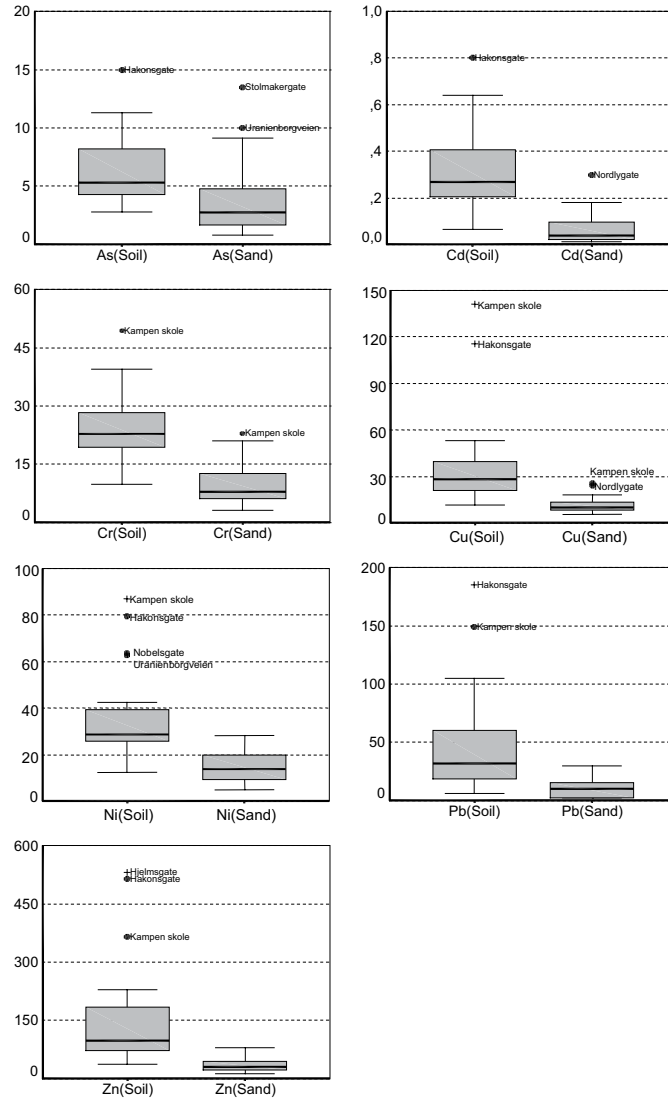 20
15
10
5
0
Hakonsgate
Stolmakergate
Uranienborgveien
As(Soil) As(Sand)
1,0
,8
,6
,4
,2
0,0
Hakonsgate
Nordlygate
Cd(Soil) Cd(Sand)
60
45
30
15
0
Kampen skole
Kampen skole
Cr(Soil) Cr(Sand)
150
120
90
60
30
0
Kampen skole
Hakonsgate
Kampen skole
Nordlygate
Cu(Soil) Cu(Sand)
100
80
60
40
20
0
Kampen skole
Hakonsgate
Nobelsgate
Uranienborgveien
Ni(Soil) Ni(Sand)
200
150
100
50
0
Hakonsgate
Kampen skole
Pb(Soil) Pb(Sand)
600
450
300
150
0
Hjelmsgate
Hakonsgate
Kampen skole
Zn(Soil) Zn(Sand)